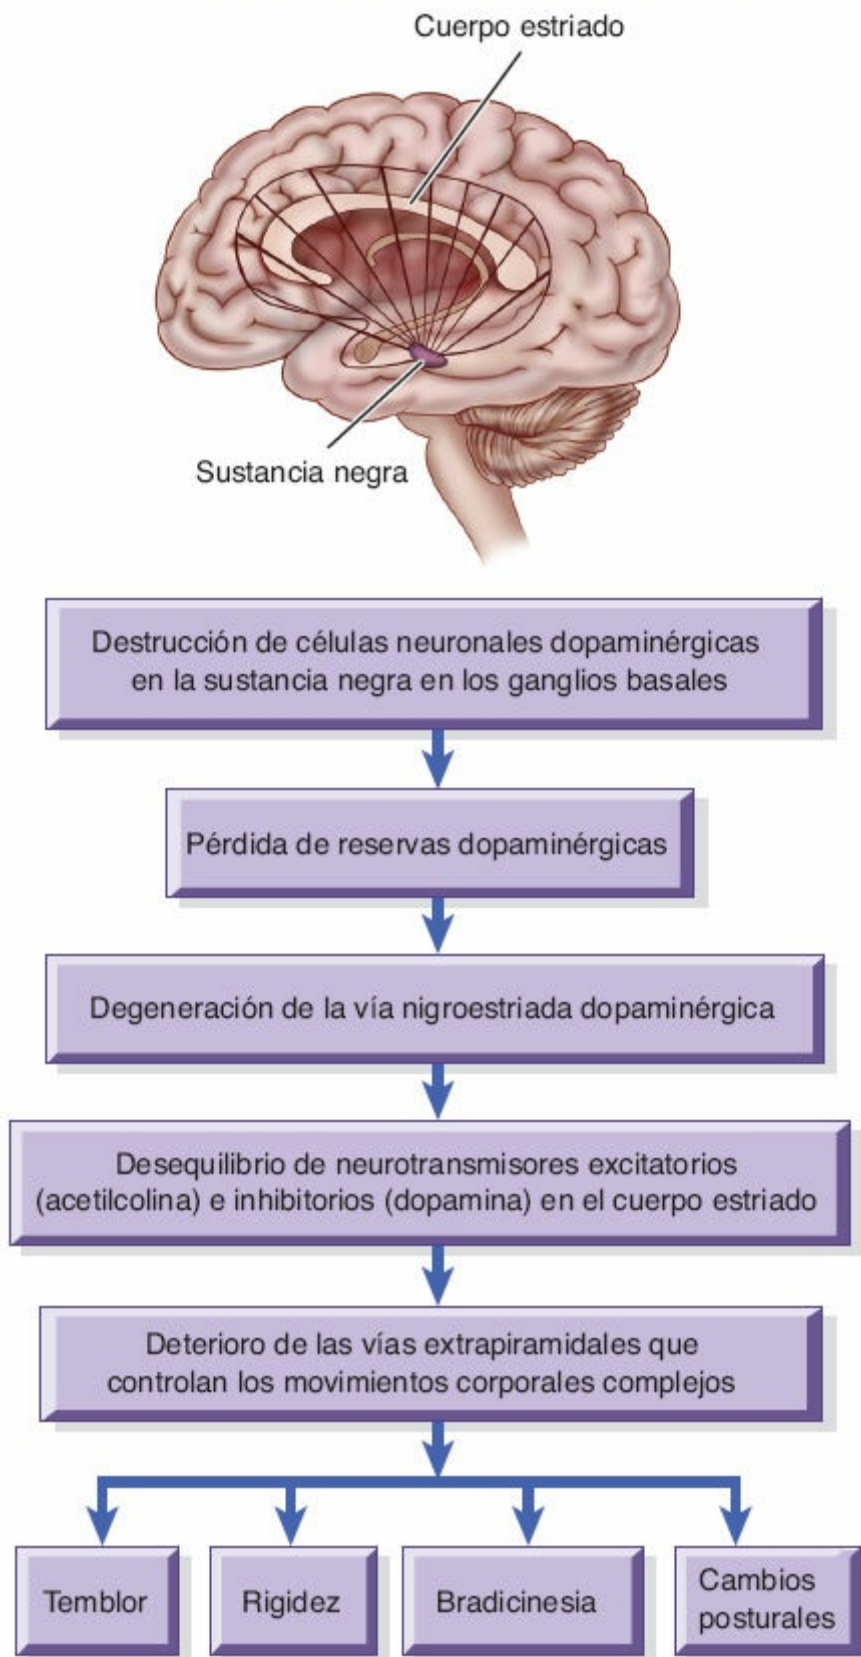 Cuerpo estriado
Sustancia negra
Destrucción de células neuronales dopaminérgicas
en la sustancia negra en los ganglios basales
Pérdida de reservas dopaminérgicas
Degeneración de la vía nigroestriada dopaminérgica
Desequilibrio de neurotransmisores excitatorios
(acetilcolina) e inhibitorios (dopamina) en el cuerpo estriado
Deterioro de las vías extrapiramidales que
controlan los movimientos corporales complejos
Temblor
Rigidez
Bradicinesia
Cambios
posturales